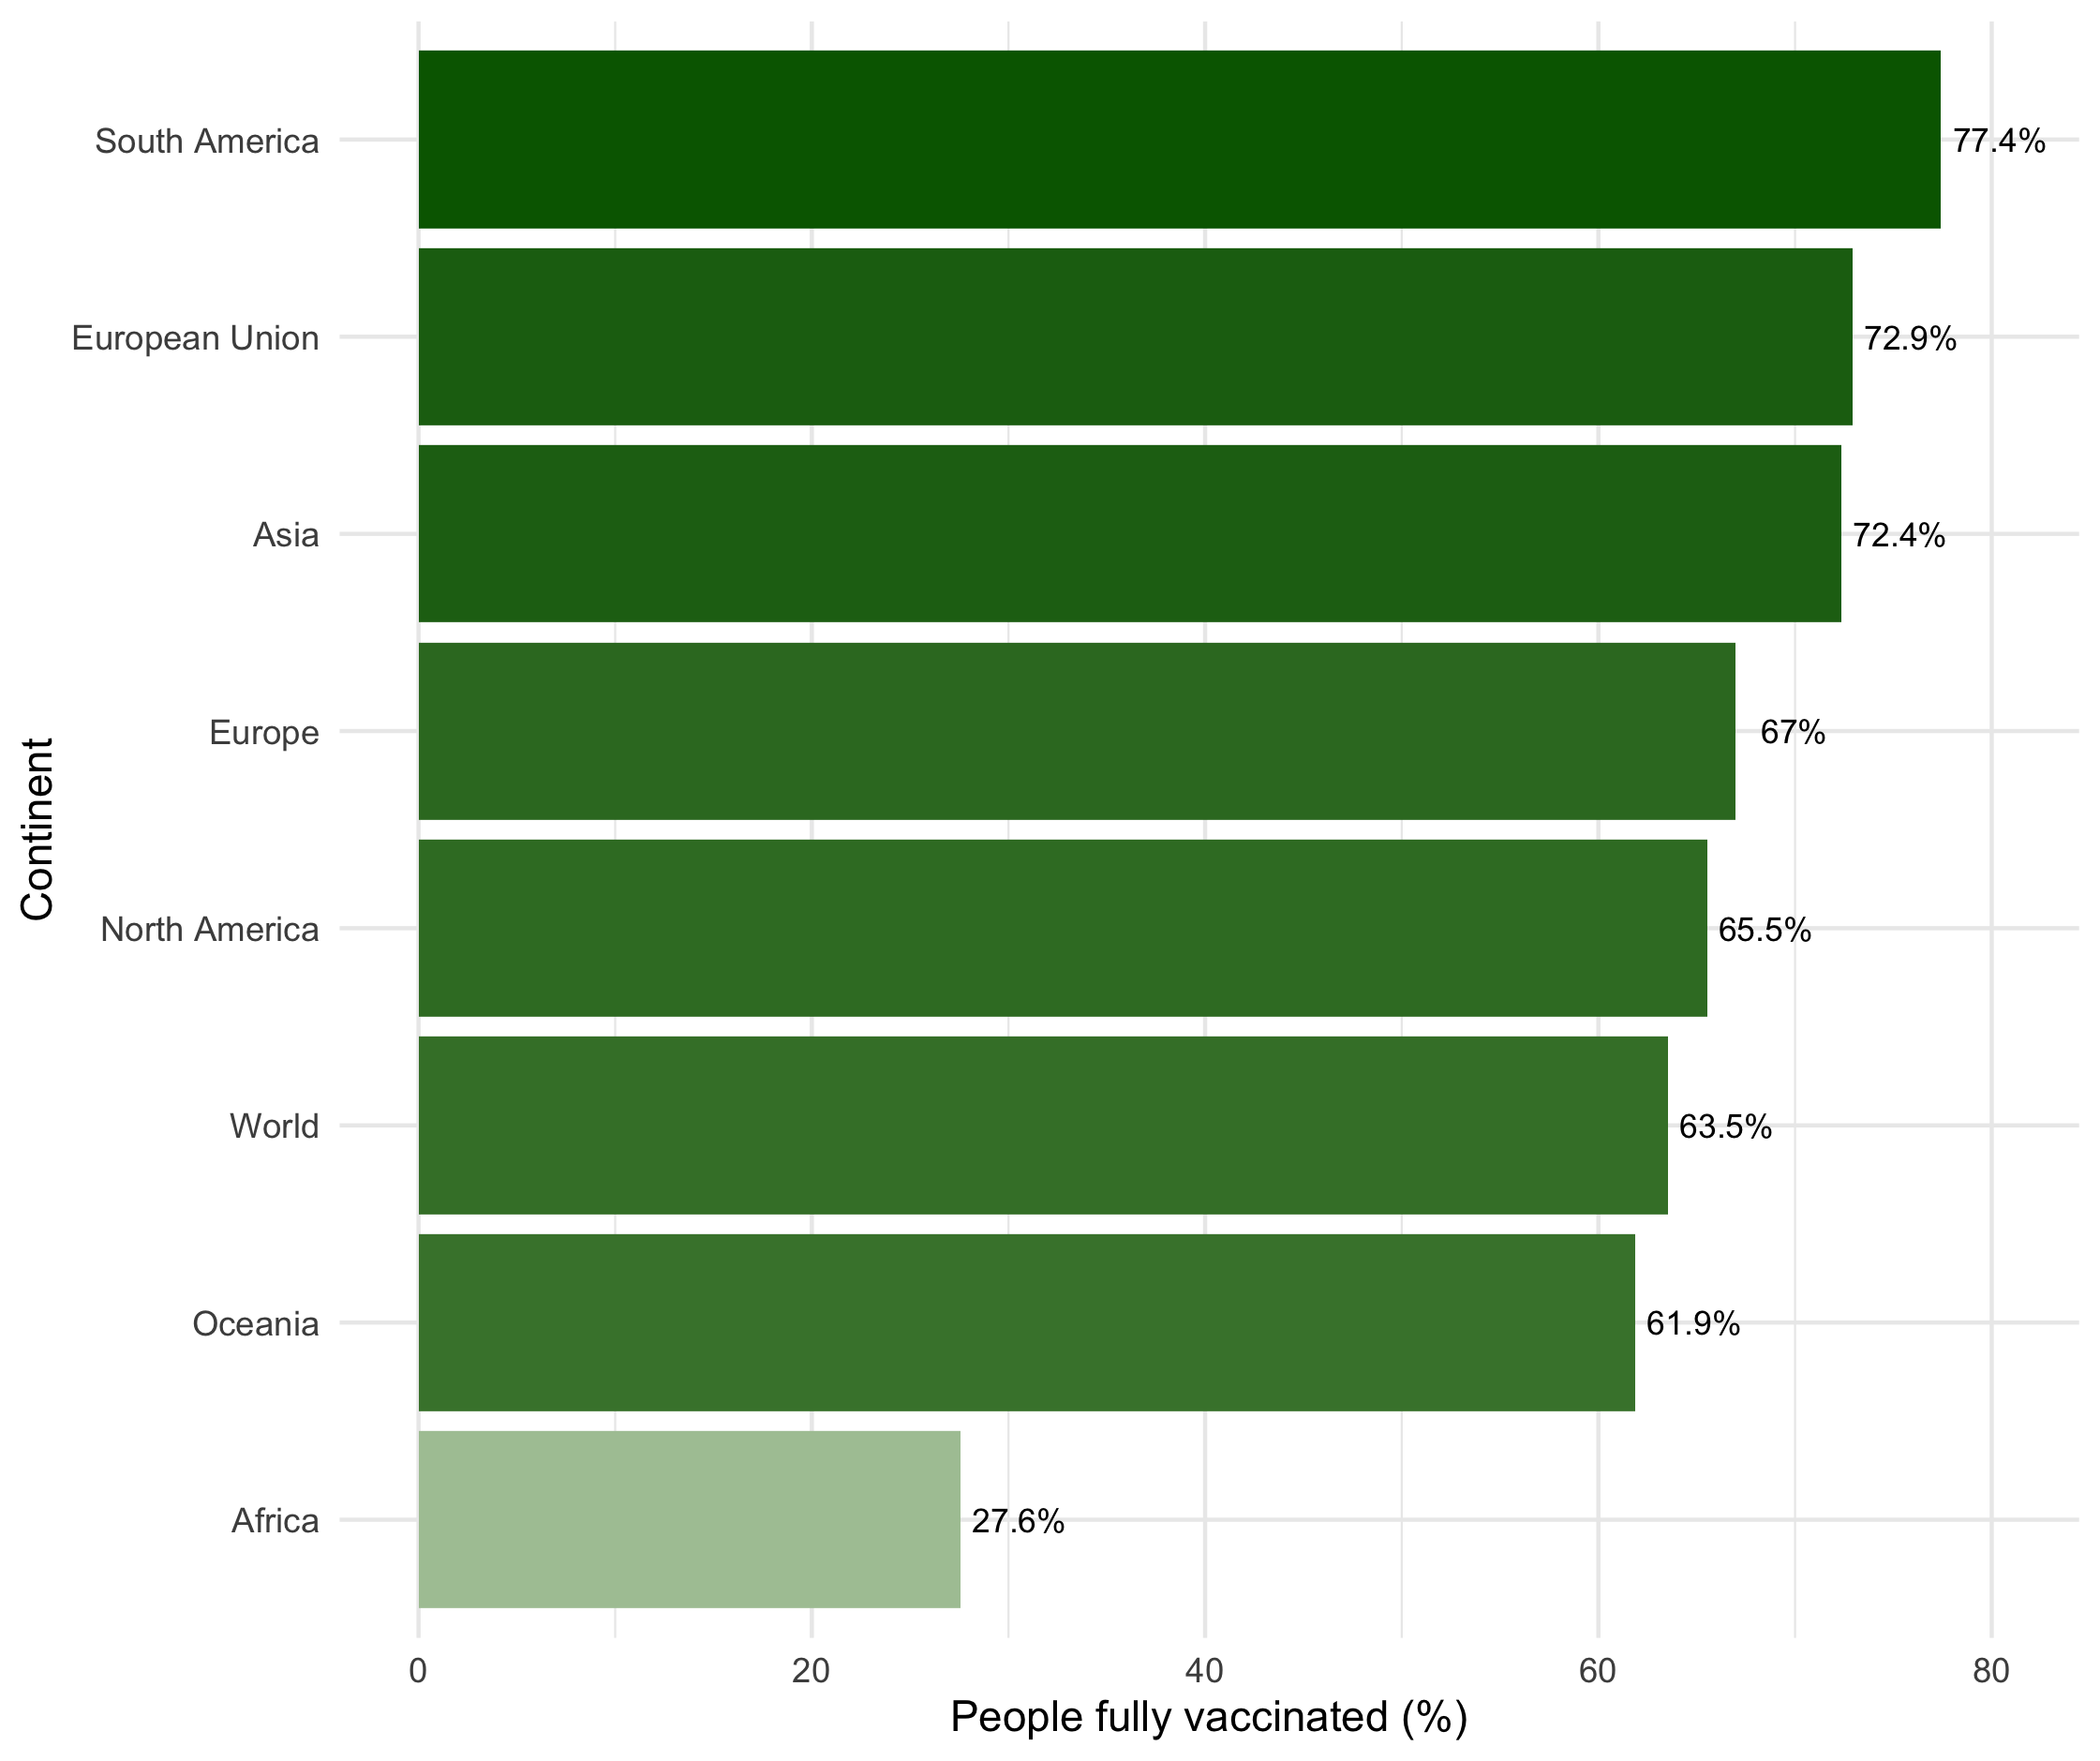 Continent
South America
77.4%
European Union
72.9%
Asia
72.4%
Europe
67%
North America
65.5%
World
63.5%
Oceania
61.9%
Africa
27.6%
0 20 40 60 80
People fully vaccinated (%)